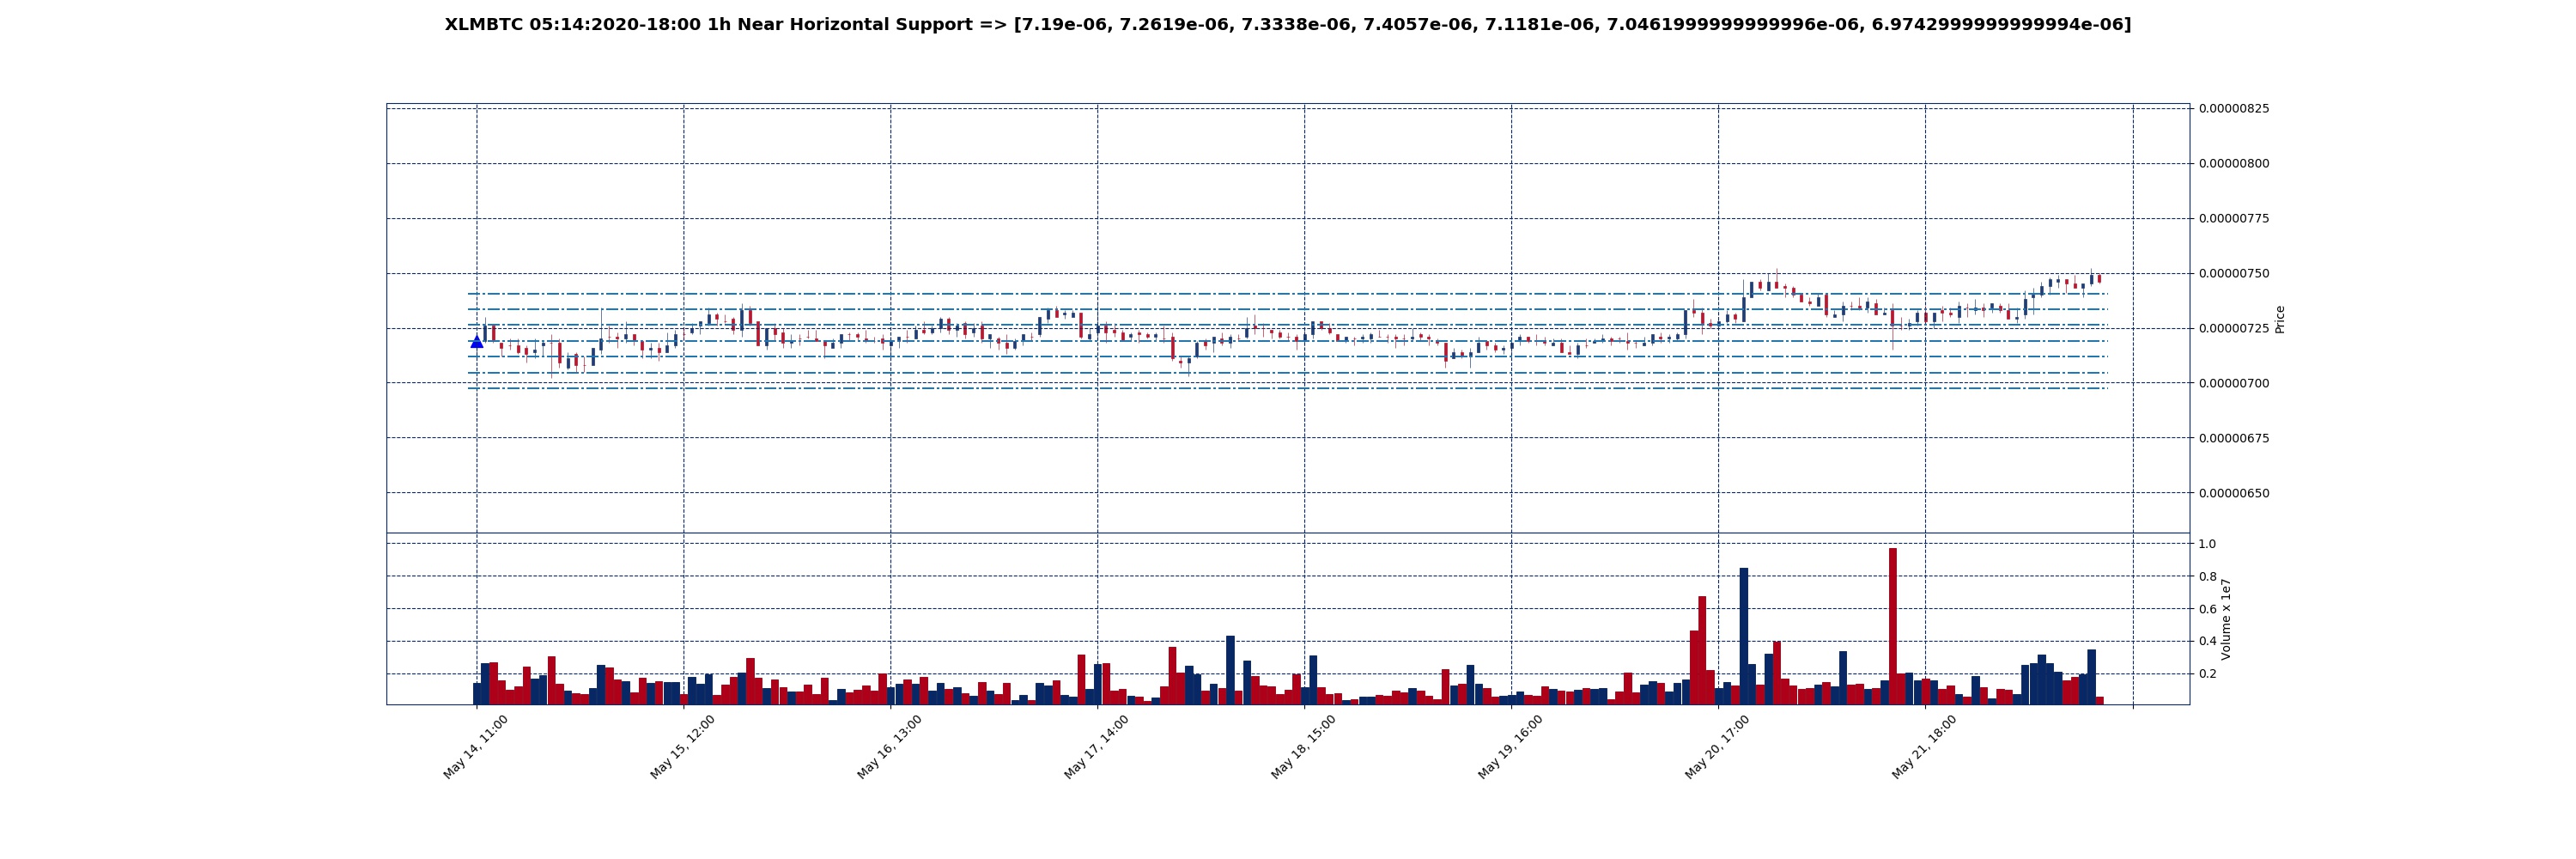 XLMBTC 05:14:2020-18:00 1h Near Horizontal Support => [7.19e-06, 7.2619e-06, 7.3338e-06, 7.4057e-06, 7.1181e-06, 7.0461999999999996e-06, 6.9742999999999994e-06]
0.00000825
0.00000800
0.00000775
0.00000750
0.00000725
0.00000700
0.00000675
0.00000650
Price
1.0
0.8
0.6
0.4
0.2
Volume x 1e7
May 14, 11:00
May 15, 12:00
May 16, 13:00
May 17, 14:00
May 18, 15:00
May 19, 16:00
May 20, 17:00
May 21, 18:00